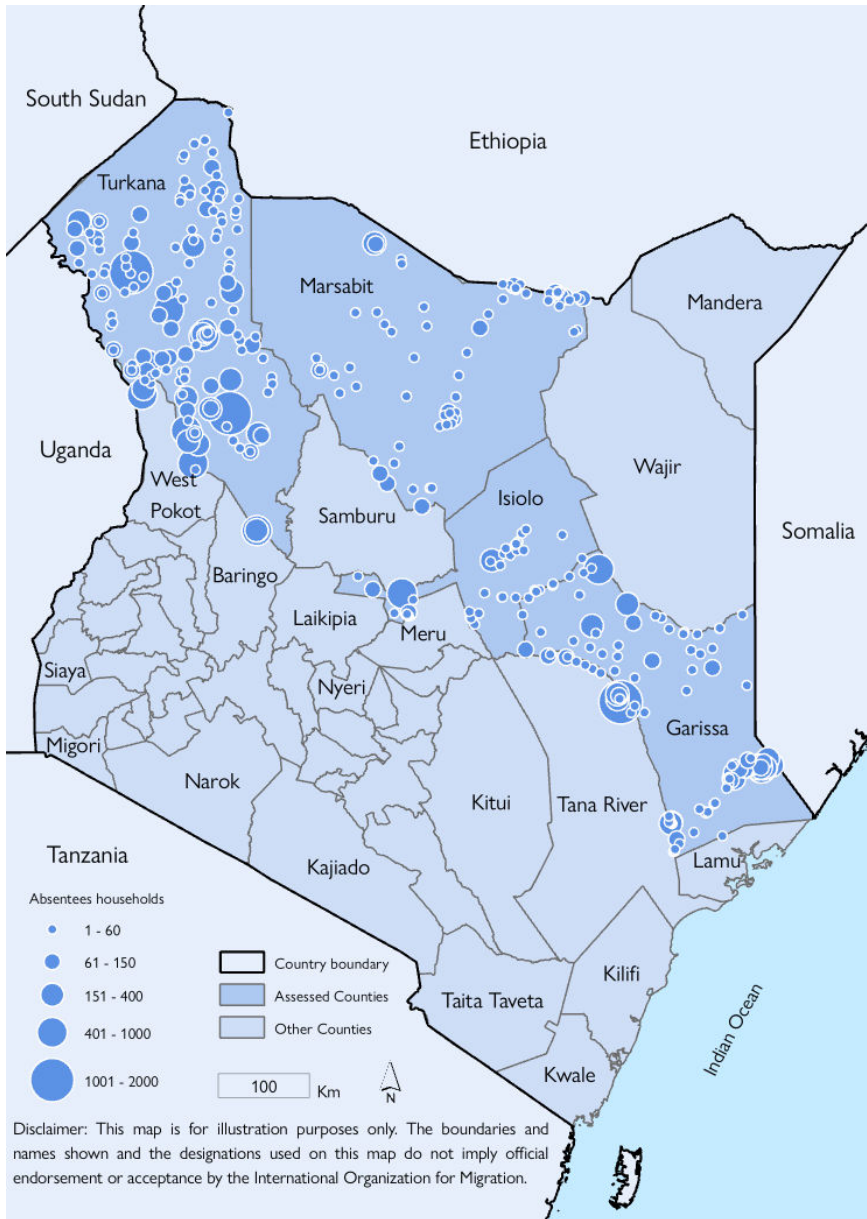 South Sudan
Ethiopia
Turkana
Marsabit
Mandera
Uganda
Wajir
West
Pokot
Isiolo
Samburu
Somalia
Baringo
Laikipia
Meru
Siaya
Nyeri
Garissa
Migori
Narok
Kitui
Tana River
Tanzania
Kajiado
Lamu
Absentees households
1 - 60
61 - 150
151 - 400
401 - 1000
1001 - 2000
Country boundary
Assessed Counties
Other Counties
100 Km
N
Taita Taveta
Kilifi
Kwale
Indian Ocean
Disclaimer: This map is for illustration purposes only. The boundaries and
names shown and the designations used on this map do not imply official
endorsement or acceptance by the International Organization for Migration.